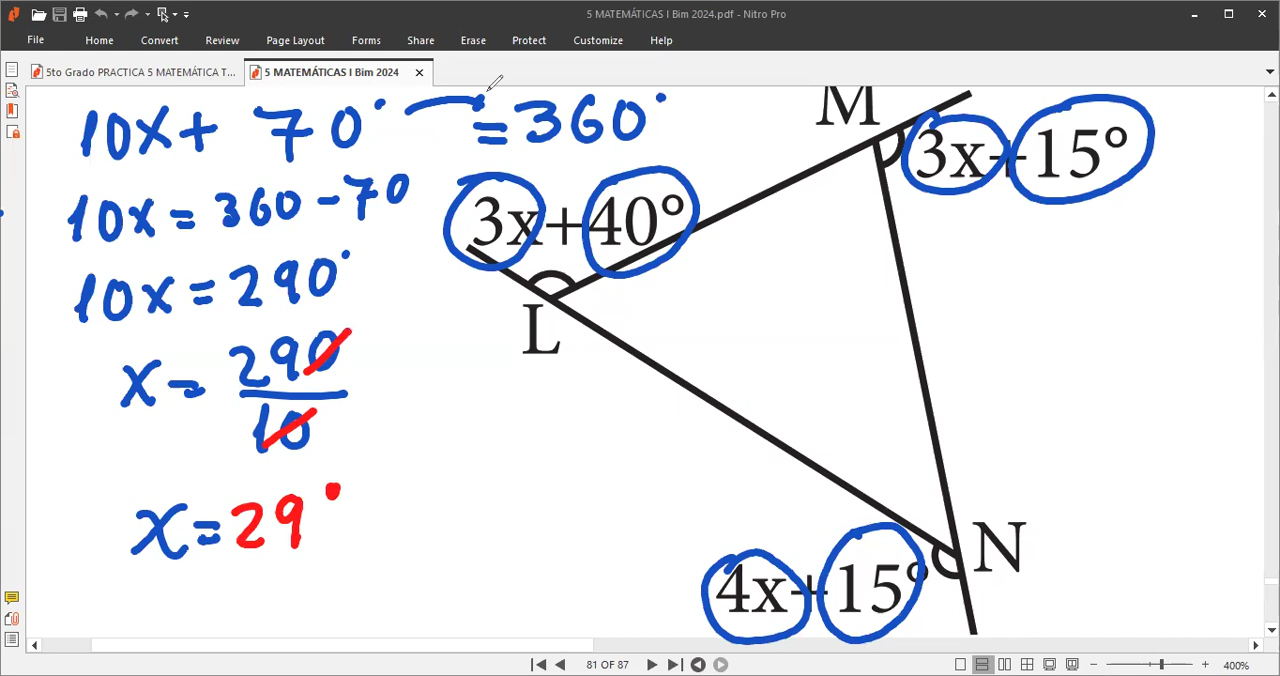 5 MATEMÁTICAS I Bim 2024.pdf - Nitro Pro
File Home Convert Review Page Layout Forms Share Erase Protect Customize Help
5to Grado PRACTICA 5 MATEMÁTICA T... 5 MATEMÁTICAS I Bim 2024
10x + 70° = 360°
10x = 360 - 70
10x = 290°
x = 290/10
x = 29°
M
3x+15°
3x+40°
L
N
4x+15°
81 OF 87
400%